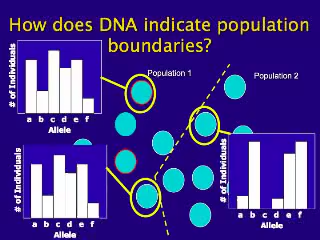 How does DNA indicate population
boundaries?
# of Individuals
a b c d e f
Allele
Population 1
Population 2
# of Individuals
a b c d e f
Allele
# of Individuals
a b c d e f
Allele